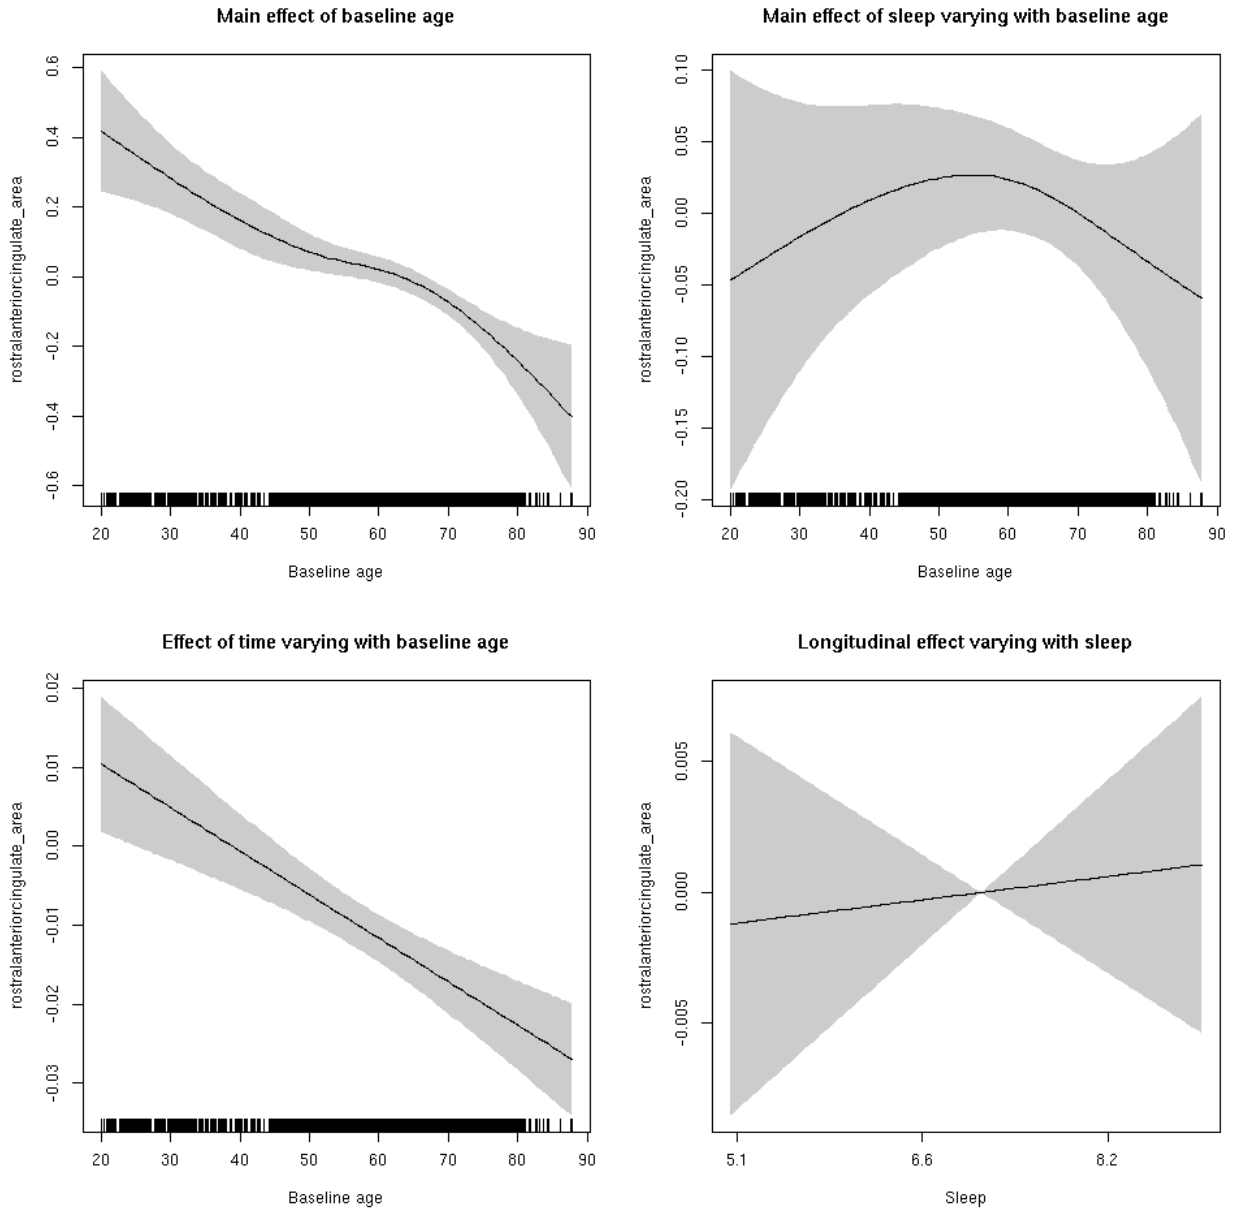 Main effect of baseline age
rostralanteriorcingulate_area
0.6
0.4
0.2
0.0
-0.2
-0.4
-0.6
20 30 40 50 60 70 80 90
Baseline age
Main effect of sleep varying with baseline age
rostralanteriorcingulate_area
0.10
0.05
0.00
-0.05
-0.10
-0.15
-0.20
20 30 40 50 60 70 80 90
Baseline age
Effect of time varying with baseline age
rostralanteriorcingulate_area
0.02
0.01
0.00
-0.01
-0.02
-0.03
20 30 40 50 60 70 80 90
Baseline age
Longitudinal effect varying with sleep
rostralanteriorcingulate_area
0.005
0.000
-0.005
5.1 6.6 8.2
Sleep